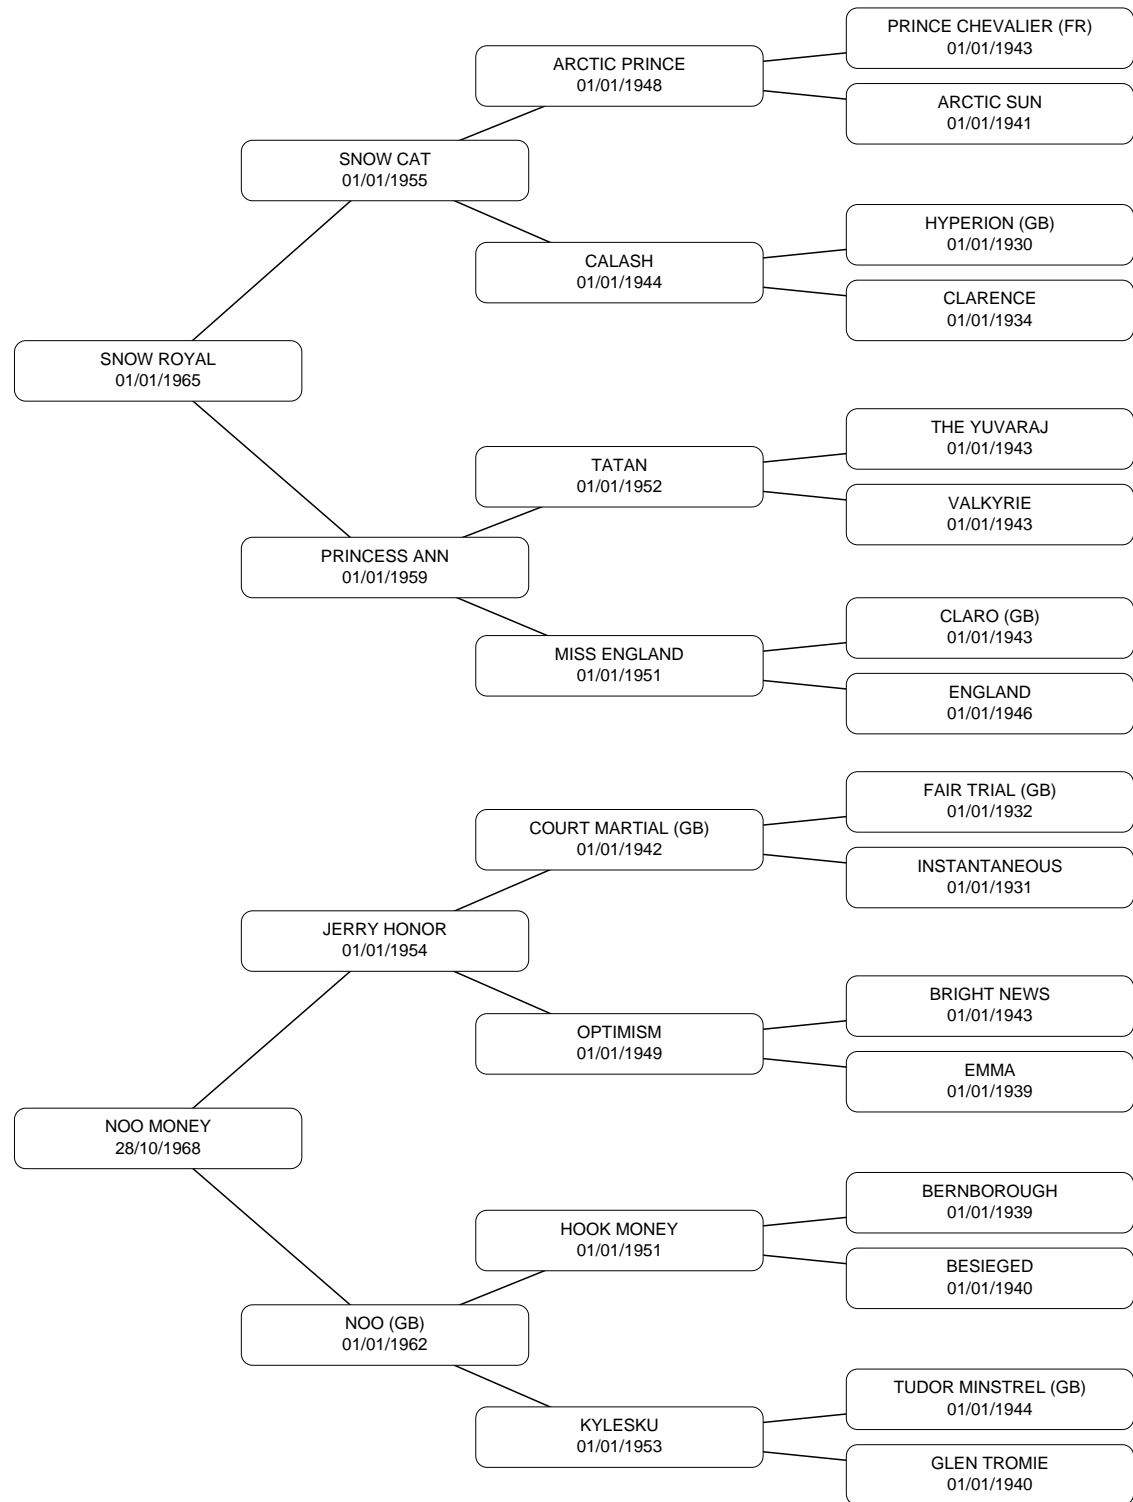 PRINCE CHEVALIER (FR)
01/01/1943
ARCTIC PRINCE
01/01/1948
ARCTIC SUN
01/01/1941
SNOW CAT
01/01/1955
HYPERION (GB)
01/01/1930
CALASH
01/01/1944
CLARENCE
01/01/1934
SNOW ROYAL
01/01/1965
THE YUVARAJ
01/01/1943
TATAN
01/01/1952
VALKYRIE
01/01/1943
PRINCESS ANN
01/01/1959
CLARO (GB)
01/01/1943
MISS ENGLAND
01/01/1951
ENGLAND
01/01/1946
FAIR TRIAL (GB)
01/01/1932
COURT MARTIAL (GB)
01/01/1942
INSTANTANEOUS
01/01/1931
JERRY HONOR
01/01/1954
BRIGHT NEWS
01/01/1943
OPTIMISM
01/01/1949
EMMA
01/01/1939
NOO MONEY
28/10/1968
BERNBOROUGH
01/01/1939
HOOK MONEY
01/01/1951
BESIEGED
01/01/1940
NOO (GB)
01/01/1962
TUDOR MINSTREL (GB)
01/01/1944
KYLESKU
01/01/1953
GLEN TROMIE
01/01/1940